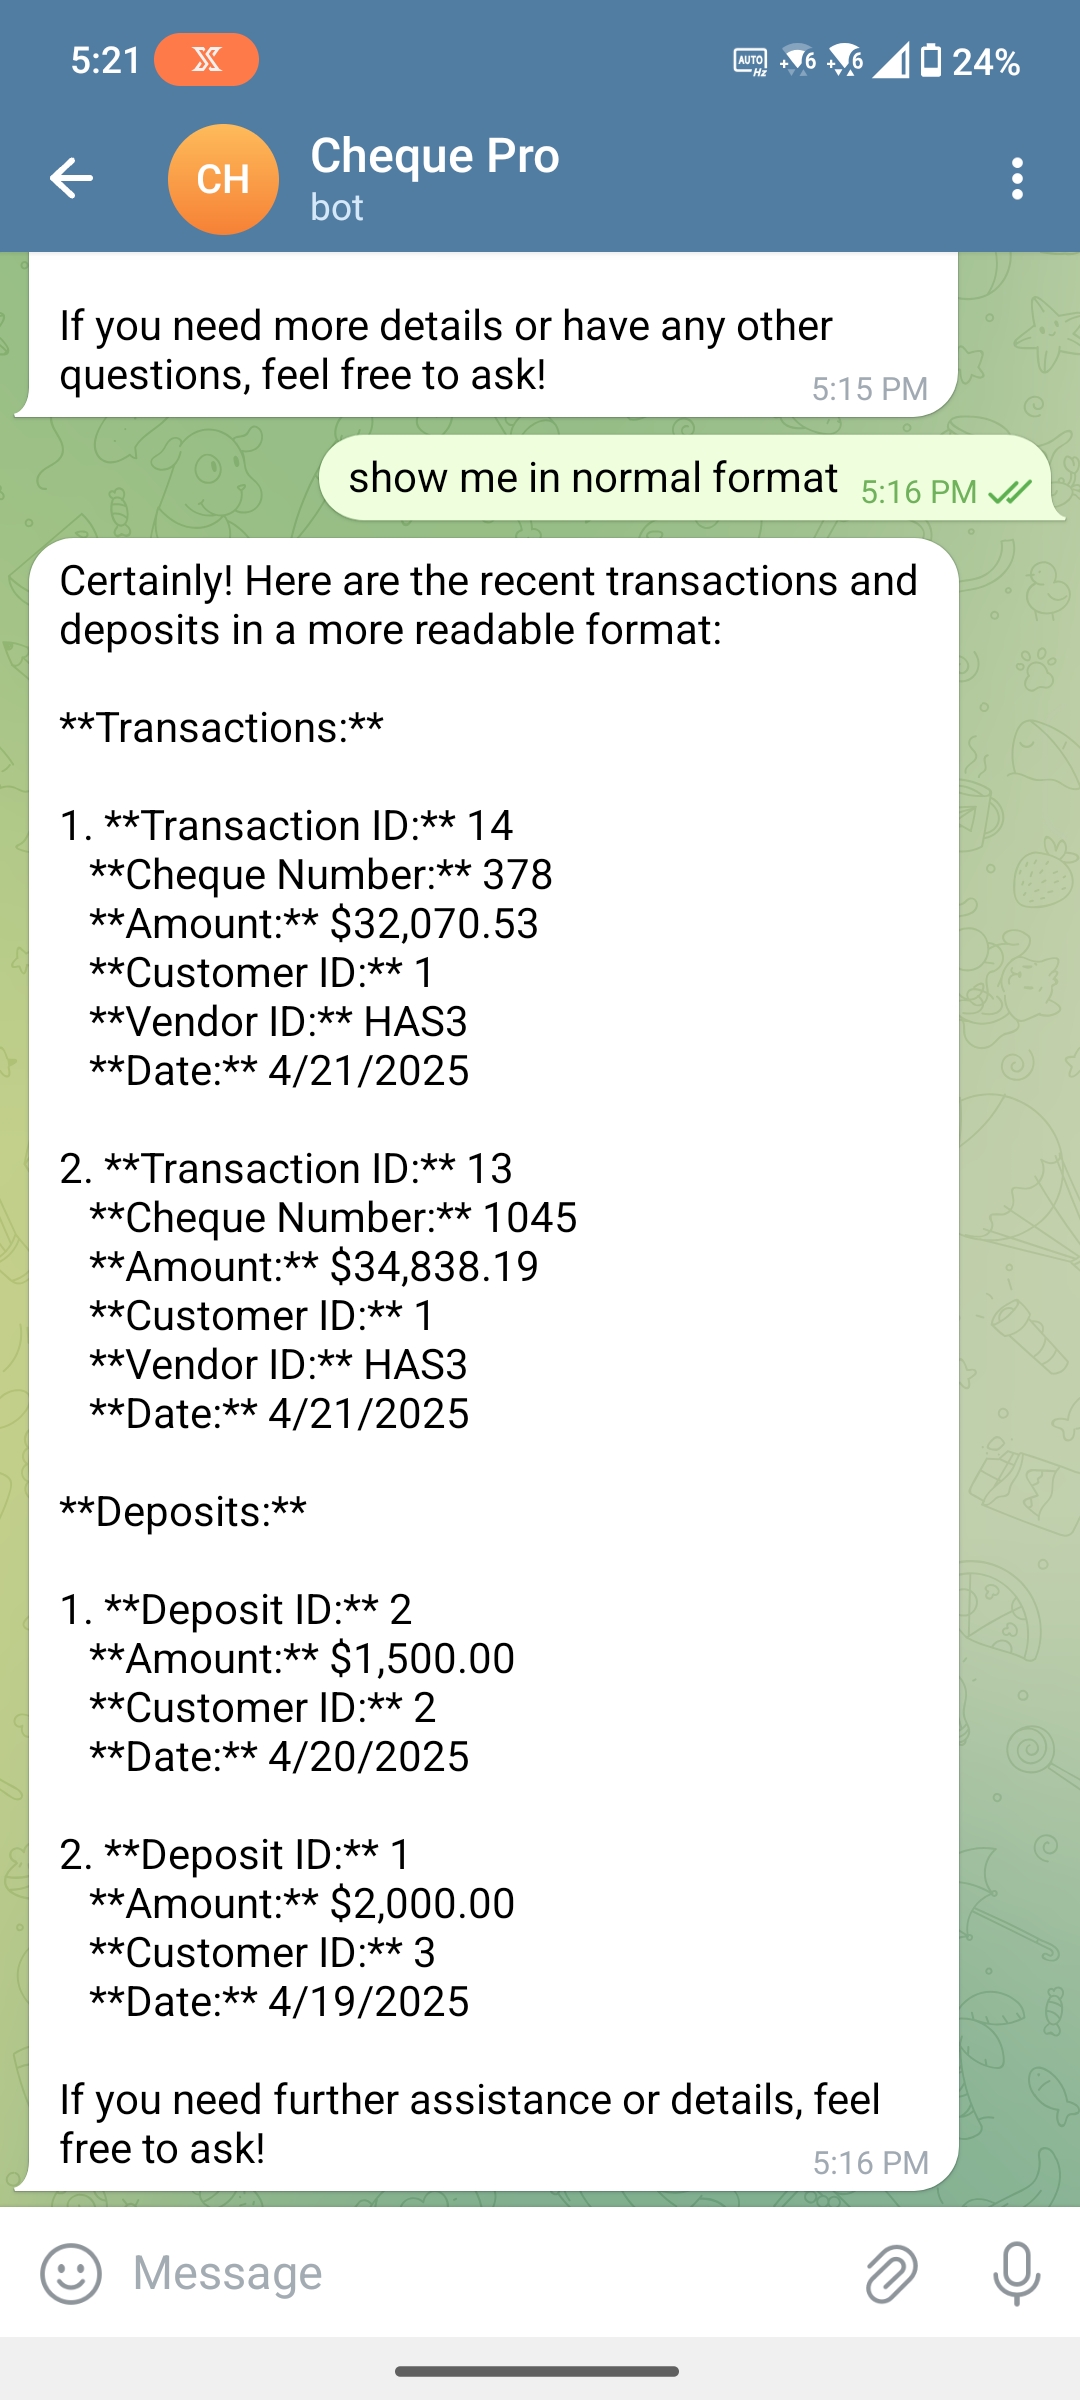 5:21
AUTO Hz 6 6 24%
CH
Cheque Pro
bot
If you need more details or have any other
questions, feel free to ask!
5:15 PM
show me in normal format
5:16 PM
Certainly! Here are the recent transactions and
deposits in a more readable format:
**Transactions:**
1. **Transaction ID:** 14
**Cheque Number:** 378
**Amount:** $32,070.53
**Customer ID:** 1
**Vendor ID:** HAS3
**Date:** 4/21/2025
2. **Transaction ID:** 13
**Cheque Number:** 1045
**Amount:** $34,838.19
**Customer ID:** 1
**Vendor ID:** HAS3
**Date:** 4/21/2025
**Deposits:**
1. **Deposit ID:** 2
**Amount:** $1,500.00
**Customer ID:** 2
**Date:** 4/20/2025
2. **Deposit ID:** 1
**Amount:** $2,000.00
**Customer ID:** 3
**Date:** 4/19/2025
If you need further assistance or details, feel
free to ask!
5:16 PM
Message